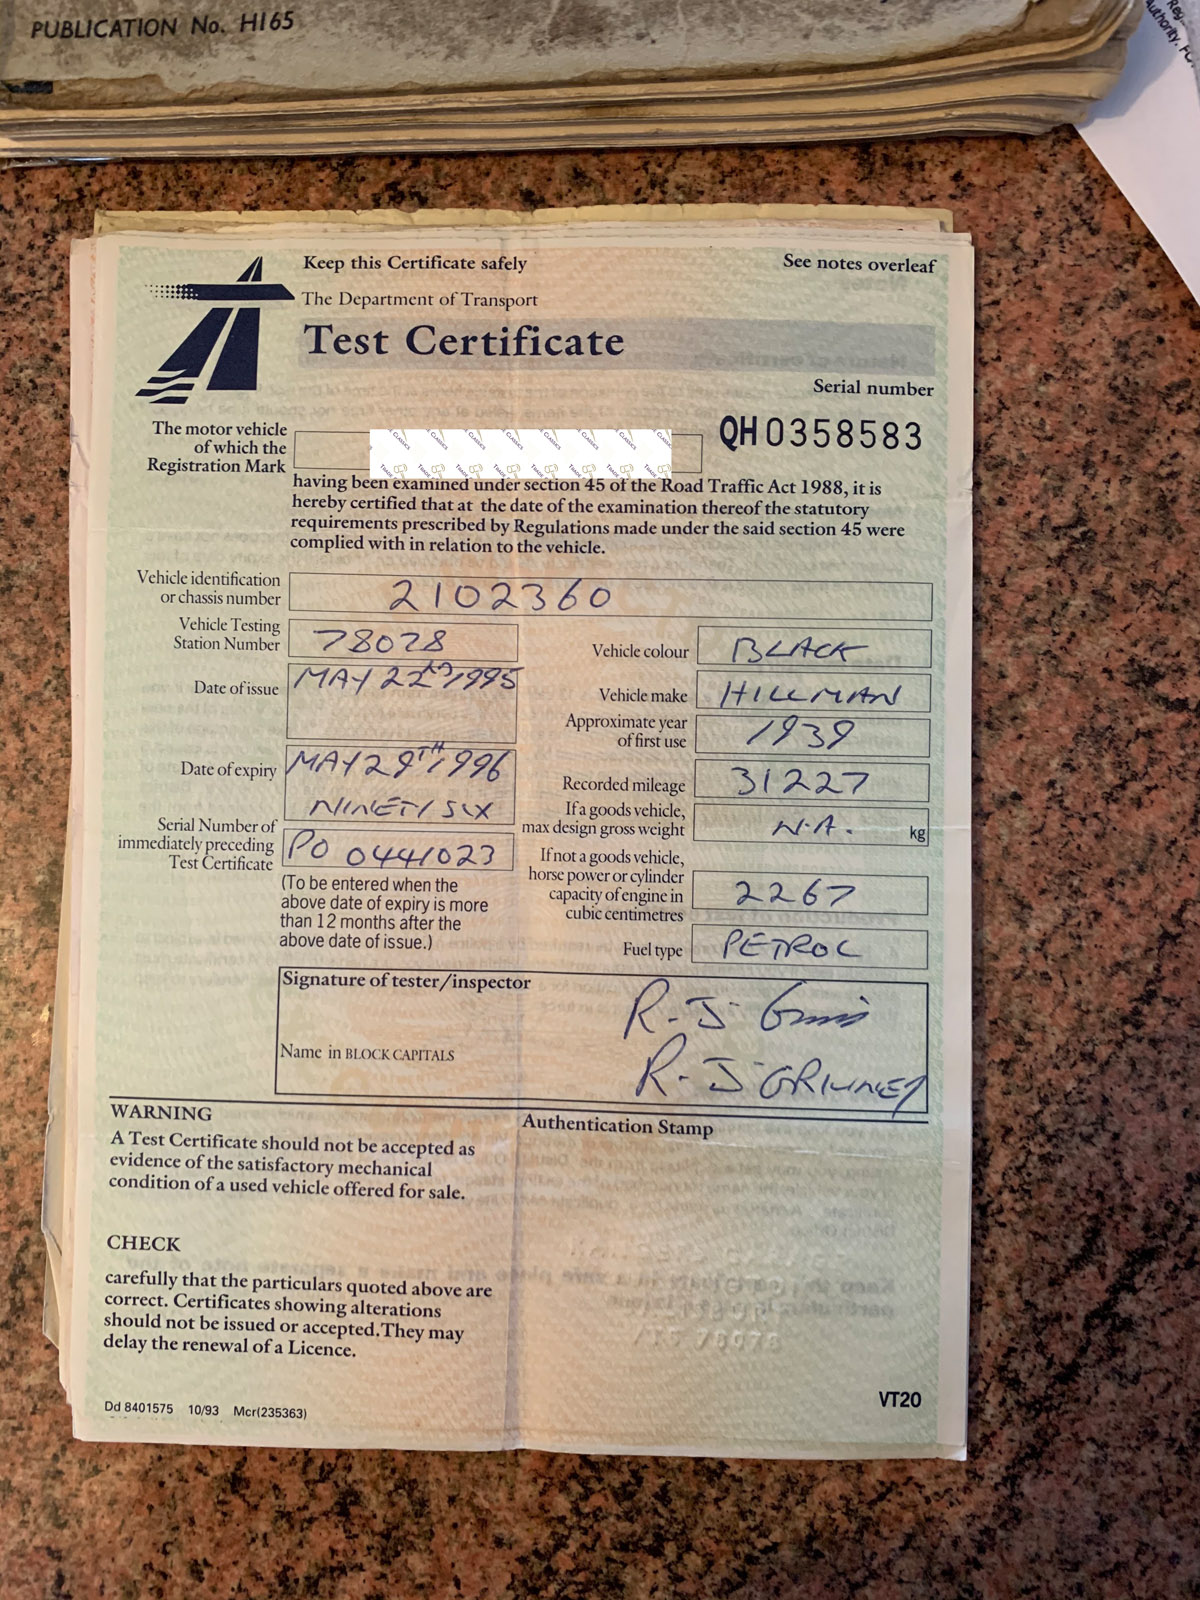 PUBLICATION No. H165
Keep this Certificate safely
See notes overleaf
The Department of Transport
Test Certificate
Serial number
QH 0358583
The motor vehicle
of which the
Registration Mark
having been examined under section 45 of the Road Traffic Act 1988, it is
hereby certified that at the date of the examination thereof the statutory
requirements prescribed by Regulations made under the said section 45 were
complied with in relation to the vehicle.
Vehicle identification
or chassis number
2102360
Vehicle Testing
Station Number
78078
Date of issue
MAY 22ND 1995
Date of expiry
MAY 29TH 1996
NINETY SIX
Serial Number of
immediately preceding
Test Certificate
PO 0441023
(To be entered when the
above date of expiry is more
than 12 months after the
above date of issue.)
Vehicle colour
BLACK
Vehicle make
HILLMAN
Approximate year
of first use
1939
Recorded mileage
31227
If a goods vehicle,
max design gross weight
N.A. kg
If not a goods vehicle,
horse power or cylinder
capacity of engine in
cubic centimetres
2267
Fuel type
PETROL
Signature of tester/inspector
R. J.
Name in BLOCK CAPITALS
R. J GRINNEY
WARNING
A Test Certificate should not be accepted as
evidence of the satisfactory mechanical
condition of a used vehicle offered for sale.
Authentication Stamp
CHECK
carefully that the particulars quoted above are
correct. Certificates showing alterations
should not be issued or accepted. They may
delay the renewal of a Licence.
Dd 8401575 10/93 Mcr(235363)
VT20